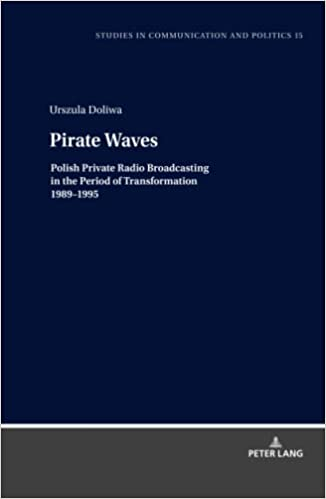 STUDIES IN COMMUNICATION AND POLITICS 15
Urszula Doliwa
Pirate Waves
Polish Private Radio Broadcasting
in the Period of Transformation
1989–1995
PETER LANG